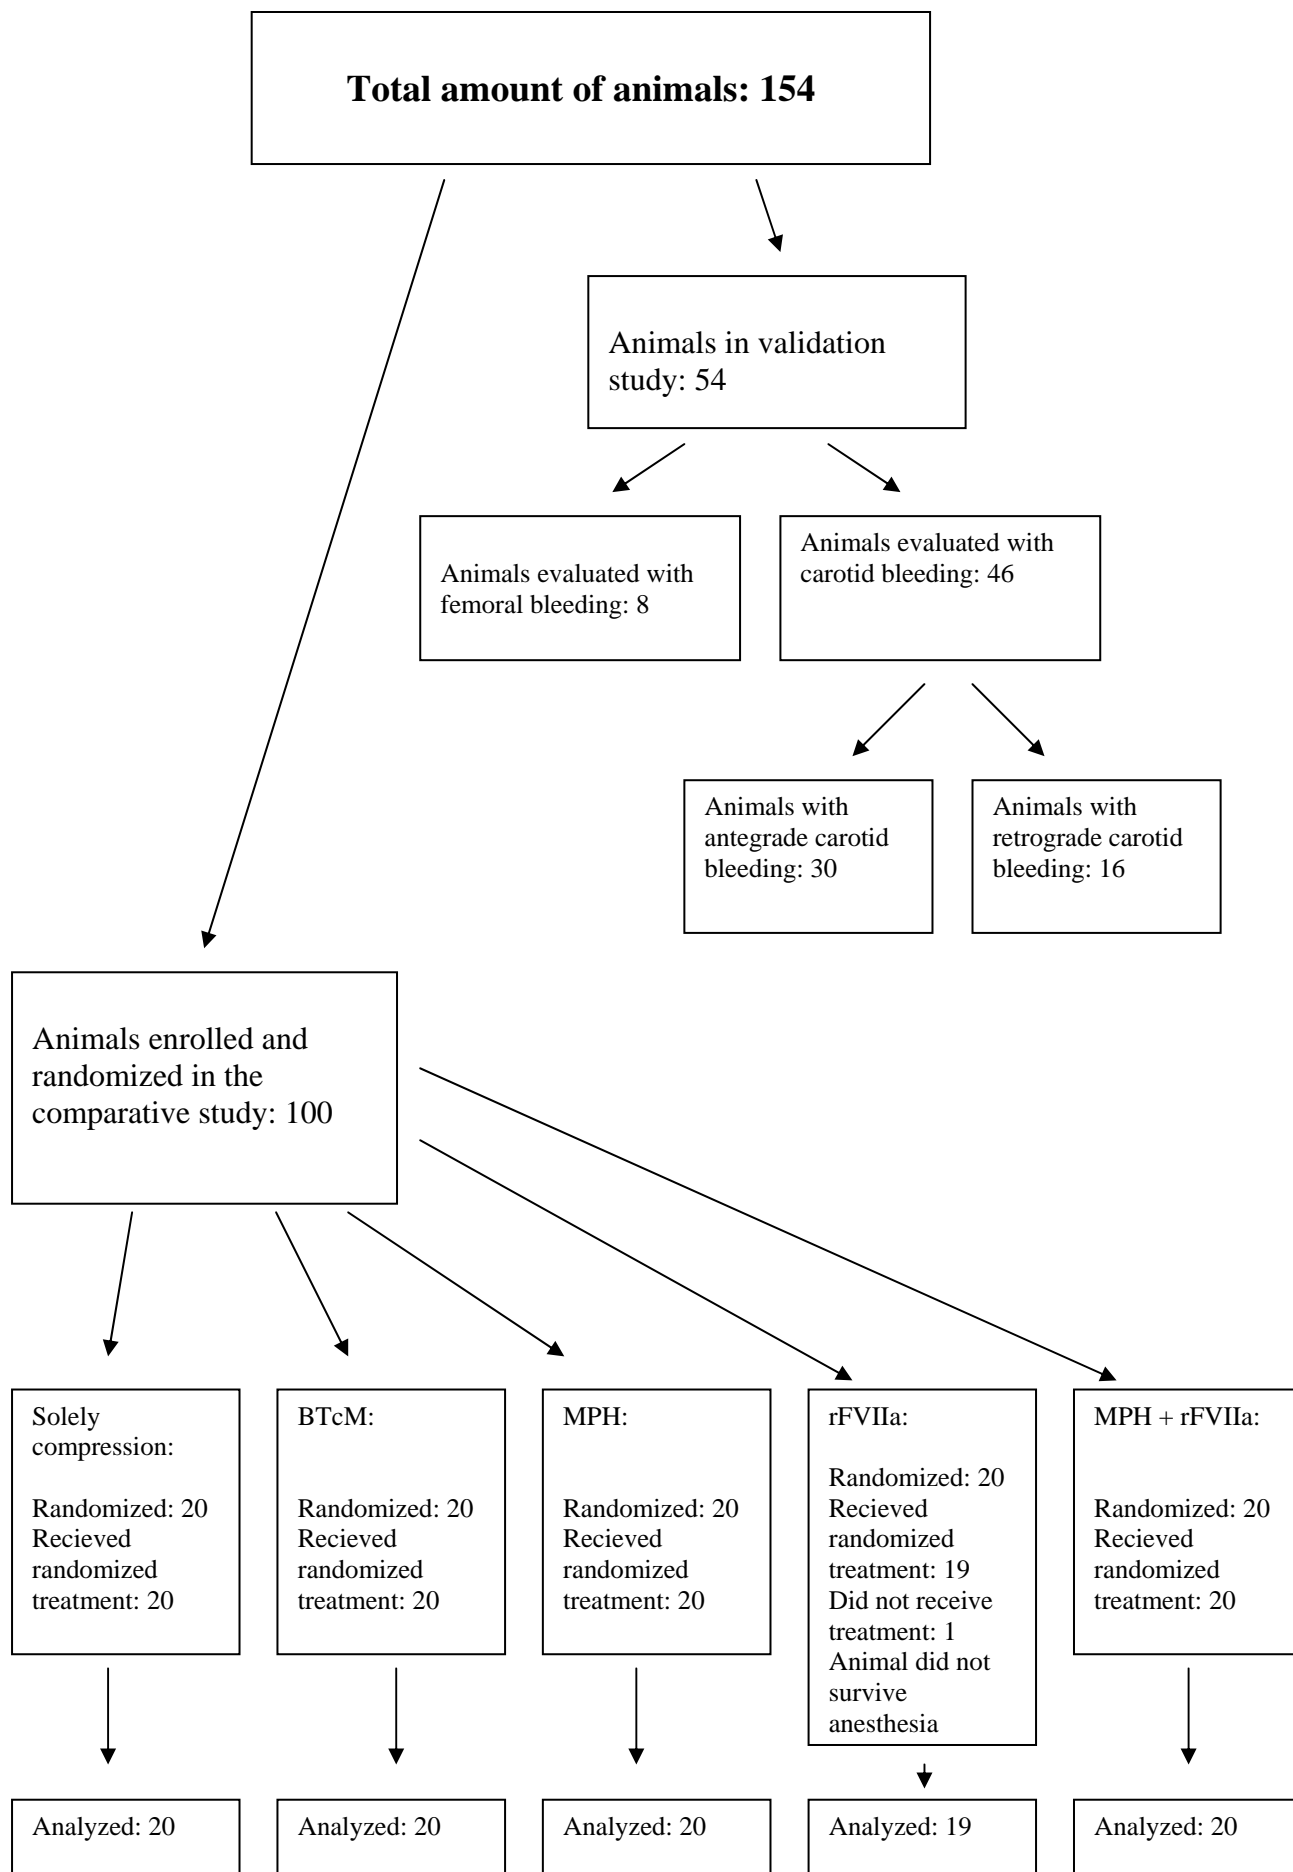 Total amount of animals: 154
Animals in validation
study: 54
Animals evaluated with
femoral bleeding: 8
Animals evaluated with
carotid bleeding: 46
Animals with
antegrade carotid
bleeding: 30
Animals with
retrograde carotid
bleeding: 16
Animals enrolled and
randomized in the
comparative study: 100
Solely
compression:
Randomized: 20
Recieved
randomized
treatment: 20
BTcM:
Randomized: 20
Recieved
randomized
treatment: 20
MPH:
Randomized: 20
Recieved
randomized
treatment: 20
rFVIIa:
Randomized: 20
Recieved
randomized
treatment: 19
Did not receive
treatment: 1
Animal did not
survive
anesthesia
MPH + rFVIIa:
Randomized: 20
Recieved
randomized
treatment: 20
Analyzed: 20
Analyzed: 20
Analyzed: 20
Analyzed: 19
Analyzed: 20